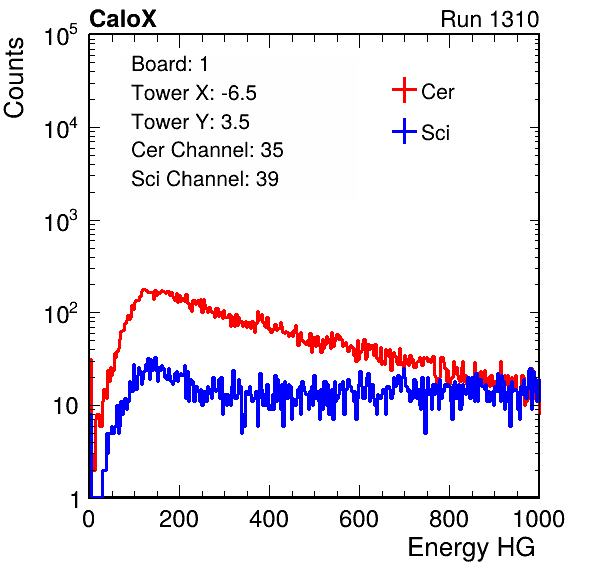 CaloX Run 1310
Counts
10^5
10^4
10^3
10^2
10
1
Board: 1
Tower X: -6.5
Tower Y: 3.5
Cer Channel: 35
Sci Channel: 39
Cer
Sci
0 200 400 600 800 1000
Energy HG